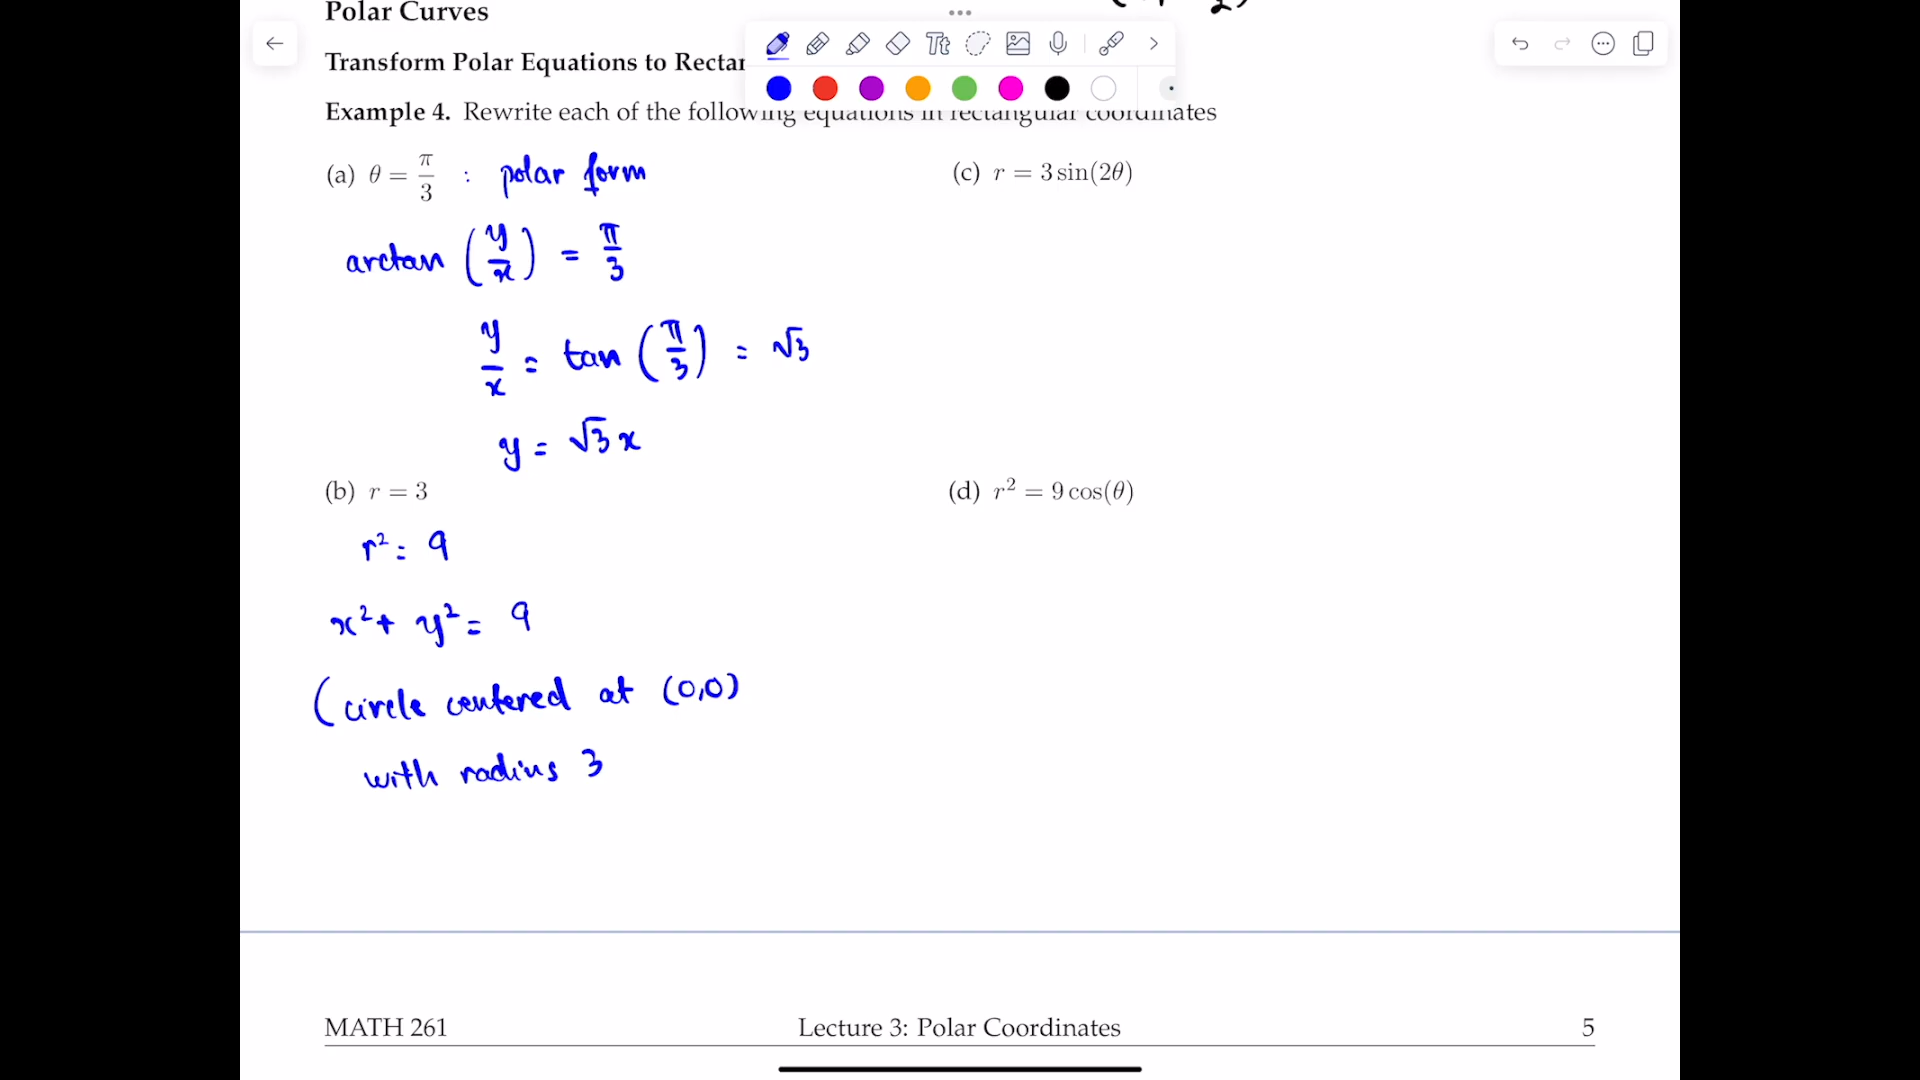 Polar Curves
Transform Polar Equations to Rectan
Example 4. Rewrite each of the following equations in rectangular coordinates
(a) θ = π/3 : polar form
arctan (y/x) = π/3
y/x = tan (π/3) = √3
y = √3 x
(b) r = 3
r² = 9
x² + y² = 9
(circle centered at (0,0)
with radius 3
(c) r = 3 sin(2θ)
(d) r² = 9 cos(θ)
MATH 261 Lecture 3: Polar Coordinates 5